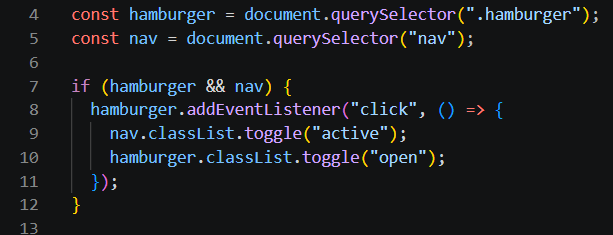 4 const hamburger = document.querySelector(".hamburger");
5 const nav = document.querySelector("nav");
6
7 if (hamburger && nav) {
8   hamburger.addEventListener("click", () => {
9     nav.classList.toggle("active");
10     hamburger.classList.toggle("open");
11   });
12 }
13